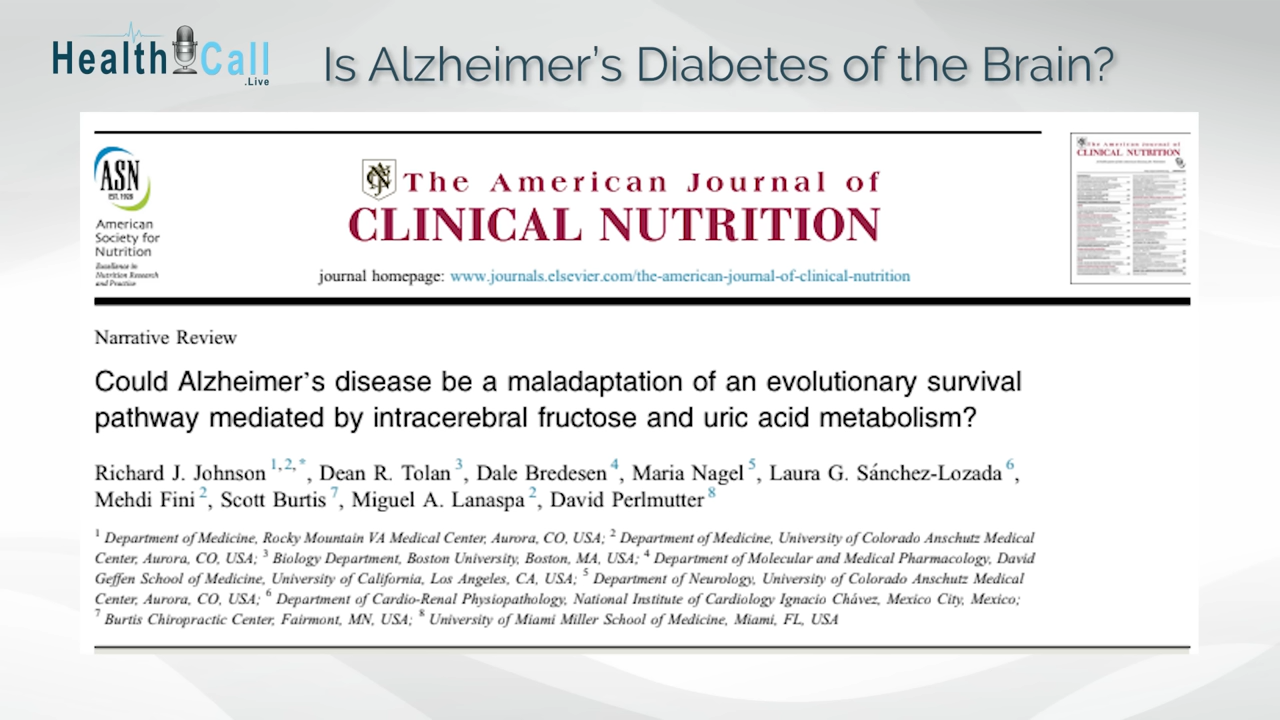 Health Call
.Live
Is Alzheimer’s Diabetes of the Brain?
ASN
EST. 1928
American
Society for
Nutrition
Excellence in
Nutrition Research
and Practice
The American Journal of
CLINICAL NUTRITION
journal homepage: www.journals.elsevier.com/the-american-journal-of-clinical-nutrition
The American Journal of
CLINICAL NUTRITION
Narrative Review
Could Alzheimer’s disease be a maladaptation of an evolutionary survival
pathway mediated by intracerebral fructose and uric acid metabolism?
Richard J. Johnson 1,2,*, Dean R. Tolan 3, Dale Bredesen 4, Maria Nagel 5, Laura G. Sánchez-Lozada 6,
Mehdi Fini 2, Scott Burtis 7, Miguel A. Lanaspa 2, David Perlmutter 8
1 Department of Medicine, Rocky Mountain VA Medical Center, Aurora, CO, USA; 2 Department of Medicine, University of Colorado Anschutz Medical
Center, Aurora, CO, USA; 3 Biology Department, Boston University, Boston, MA, USA; 4 Department of Molecular and Medical Pharmacology, David
Geffen School of Medicine, University of California, Los Angeles, CA, USA; 5 Department of Neurology, University of Colorado Anschutz Medical
Center, Aurora, CO, USA; 6 Department of Cardio-Renal Physiopathology, National Institute of Cardiology Ignacio Chávez, Mexico City, Mexico;
7 Burtis Chiropractic Center, Fairmont, MN, USA; 8 University of Miami Miller School of Medicine, Miami, FL, USA